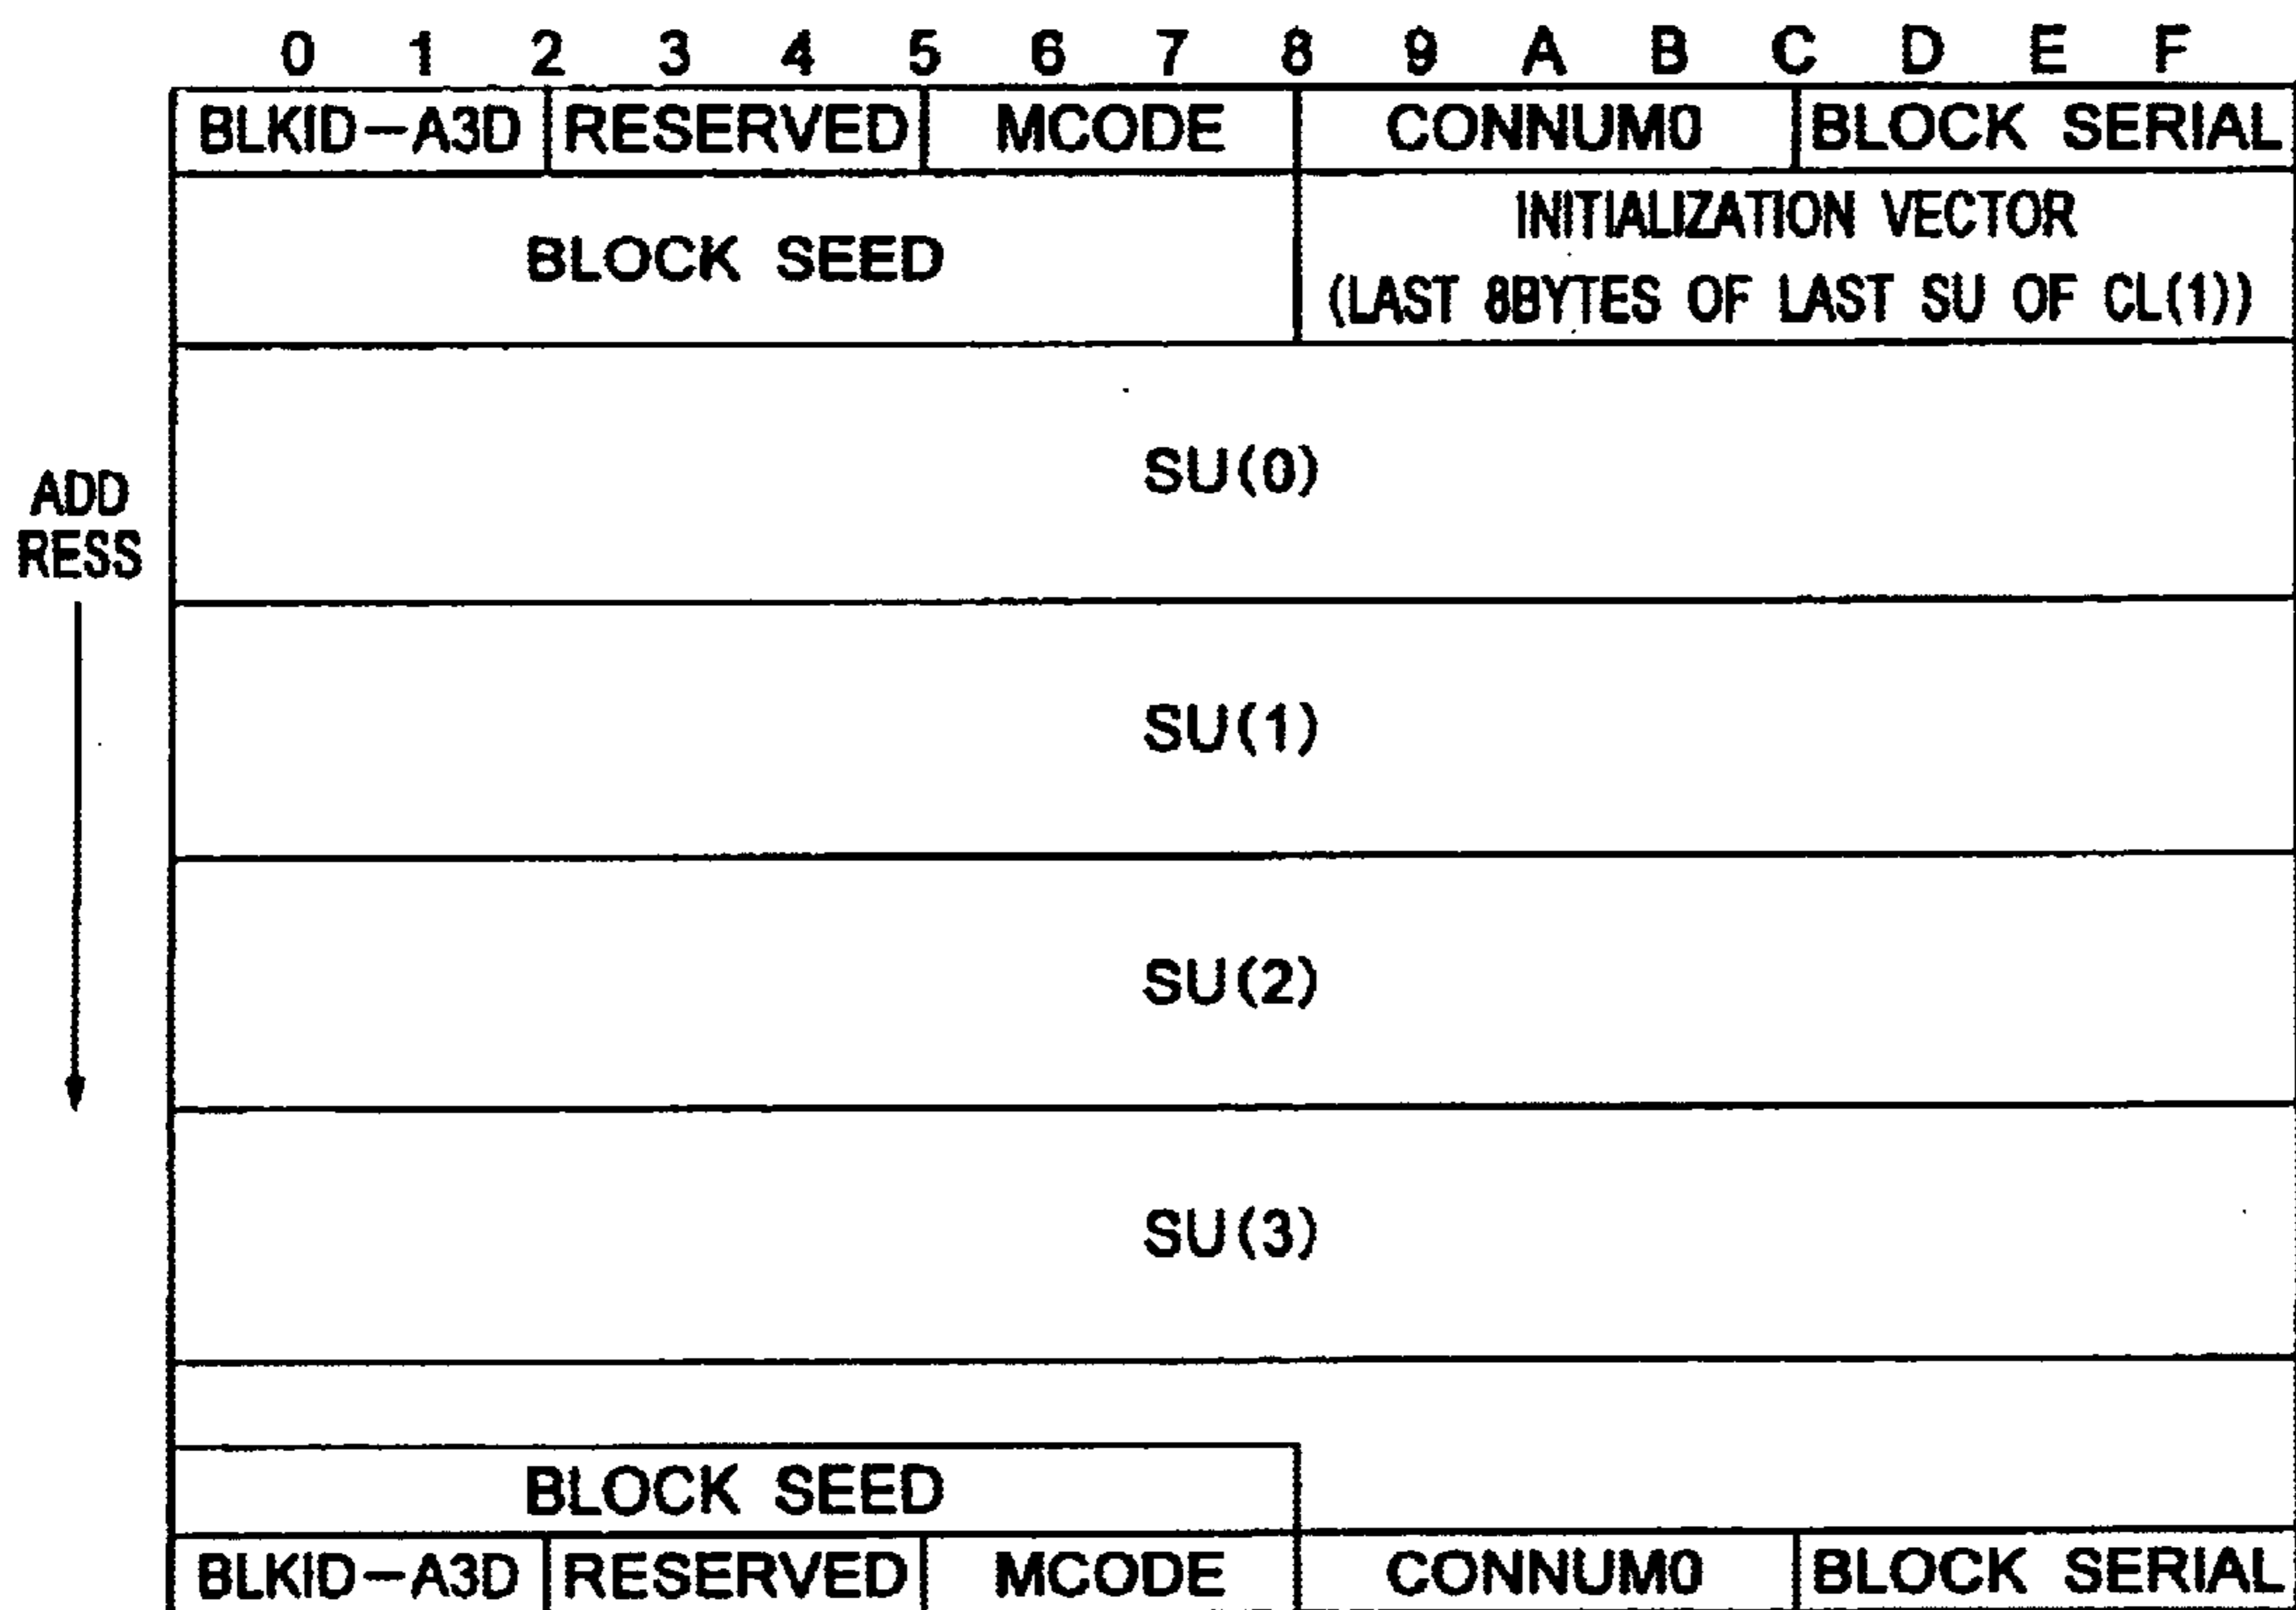 0 1 2 3 4 5 6 7 8 9 A B C D E F
BLKID-A3D RESERVED MCODE CONNUM0 BLOCK SERIAL
BLOCK SEED
INITIALIZATION VECTOR
(LAST 8BYTES OF LAST SU OF CL(1))
SU(0)
ADD
RESS
SU(1)
SU(2)
SU(3)
BLOCK SEED
BLKID-A3D RESERVED MCODE CONNUM0 BLOCK SERIAL